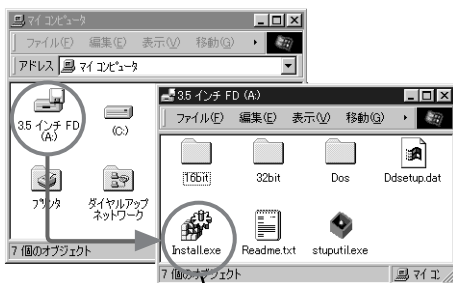 マイ コンピュータ
ファイル(F) 編集(E) 表示(V) 移動(G)
アドレス マイ コンピュータ
3.5 インチ FD (A:)
(C:)
プリンタ
ダイヤルアップ ネットワーク
7 個のオブジェクト
3.5 インチ FD (A:)
ファイル(F) 編集(E) 表示(V) 移動(G)
16bit
32bit
Dos
Ddsetup.dat
Install.exe
Readme.txt
stuputil.exe
7 個のオブジェクト
マイ コ